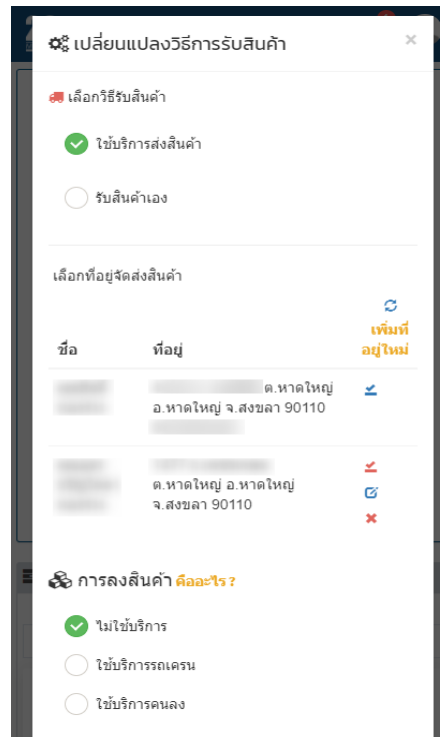 เปลี่ยนแปลงวิธีการรับสินค้า ×
เลือกวิธีรับสินค้า
ใช้บริการส่งสินค้า
รับสินค้าเอง
เลือกที่อยู่จัดส่งสินค้า
ชื่อ ที่อยู่ เพิ่มที่
อยู่ใหม่
ต.หาดใหญ่
อ.หาดใหญ่ จ.สงขลา 90110
ต.หาดใหญ่ อ.หาดใหญ่
จ.สงขลา 90110
การลงสินค้า คืออะไร ?
ไม่ใช้บริการ
ใช้บริการรถเครน
ใช้บริการคนลง